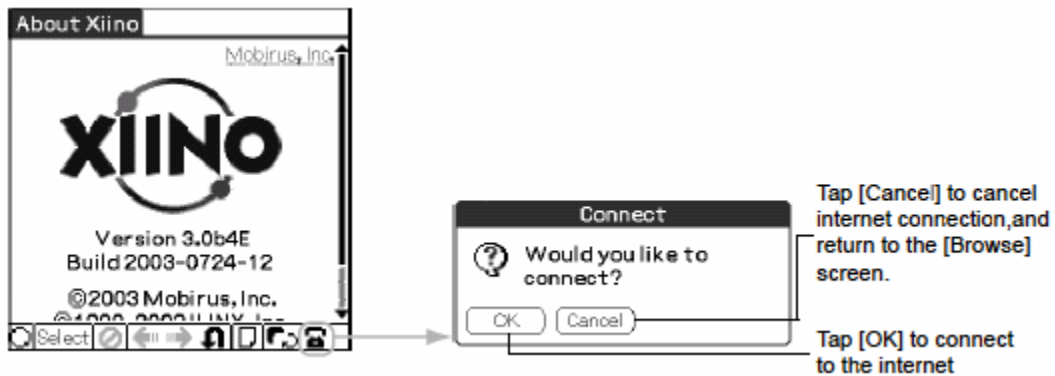 About Xiino
Mobirus, Inc.
XIINO
Version 3.0b4E
Build 2003-0724-12
©2003 Mobirus, Inc.
Select
Connect
Would you like to
connect?
OK
Cancel
Tap [Cancel] to cancel
internet connection,and
return to the [Browse]
screen.
Tap [OK] to connect
to the internet